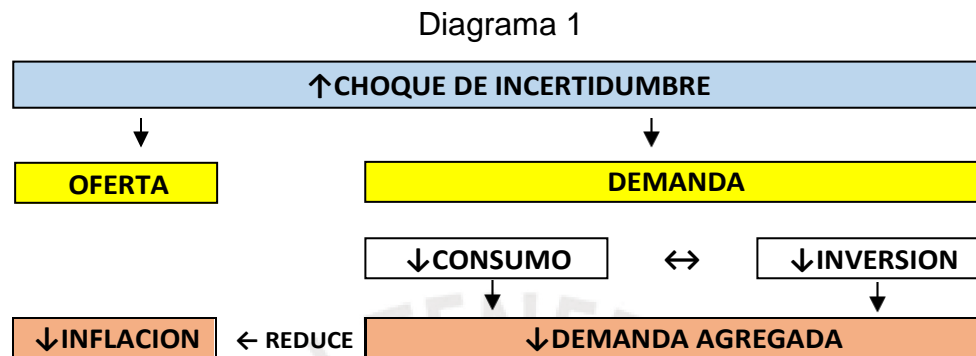 Diagrama 1
↑CHOQUE DE INCERTIDUMBRE
OFERTA
DEMANDA
↓CONSUMO ↔ ↓INVERSION
↓INFLACION ← REDUCE ↓DEMANDA AGREGADA